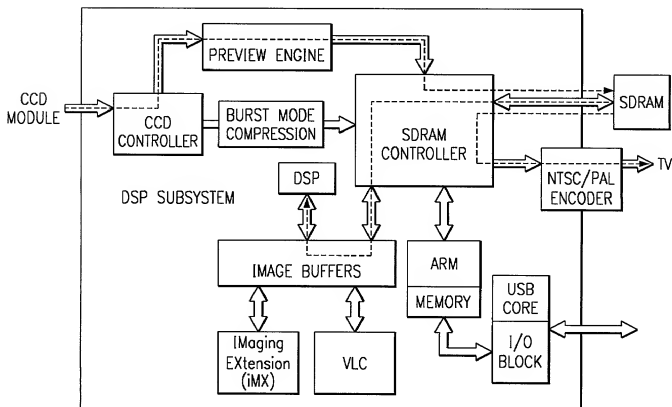 PREVIEW ENGINE
CCD
MODULE
CCD
CONTROLLER
BURST MODE
COMPRESSION
SDRAM
CONTROLLER
SDRAM
DSP SUBSYSTEM
DSP
NTSC/PAL
ENCODER
TV
IMAGE BUFFERS
ARM
MEMORY
USB
CORE
I/O
BLOCK
IMaging
EXtension
(iMX)
VLC